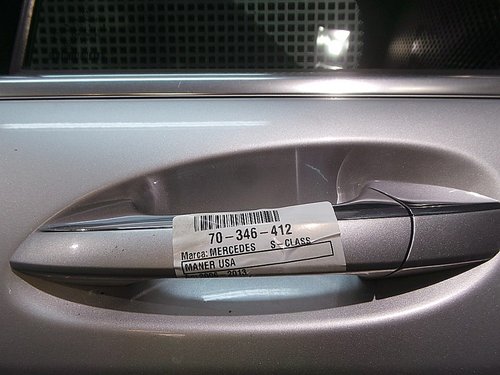 70-346-412
Marca: MERCEDES S-CLASS
MANER USA
2013